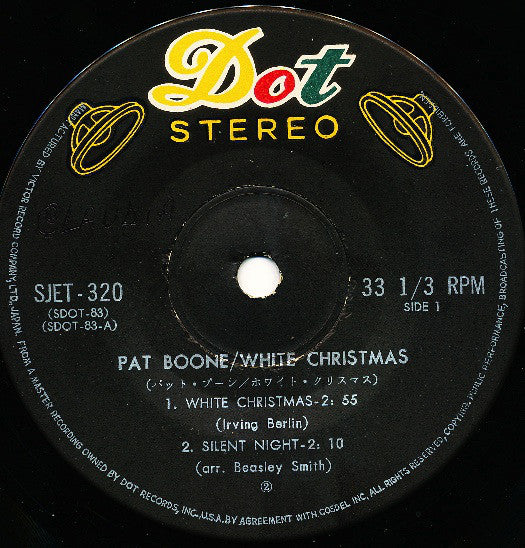 Dot
STEREO
MANUFACTURED BY VICTOR RECORD COMPANY, LTD. JAPAN. FROM A MASTER RECORDING OWNED BY DOT RECORDS, INC., U.S.A. BY AGREEMENT WITH COSDEL INC. ALL RIGHTS RESERVED. COPYING, PUBLIC PERFORMANCE, BROADCASTING OF THESE RECORDS ARE
SJET-320
(SDOT-83)
(SDOT-83-A)
33 1/3 RPM
SIDE 1
PAT BOONE/WHITE CHRISTMAS
(パット・ブーン/ホワイト・クリスマス)
1. WHITE CHRISTMAS-2: 55
(Irving Berlin)
2. SILENT NIGHT-2: 10
(arr. Beasley Smith)
②